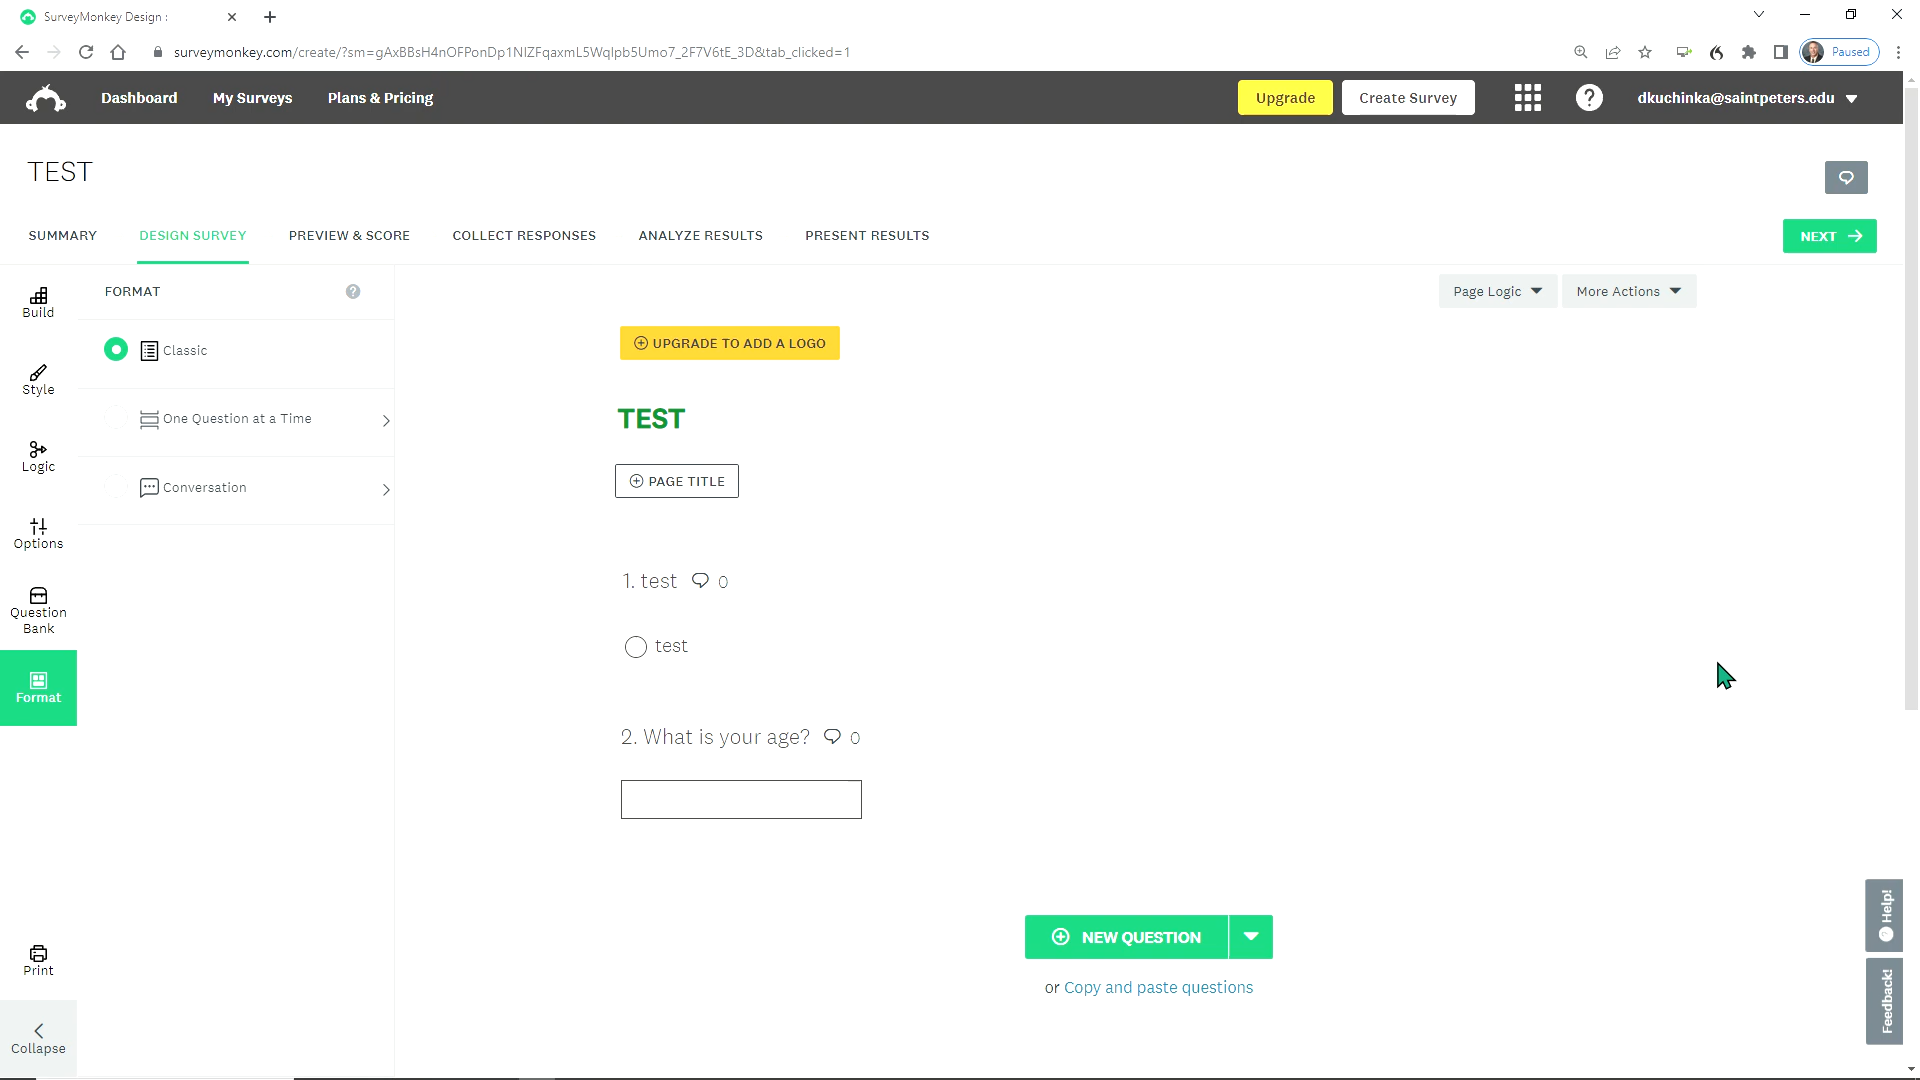 SurveyMonkey Design :
surveymonkey.com/create/?sm=gAxBBsH4nOFPonDp1NIZFqaxmL5Wqlpb5Umo7_2F7V6tE_3D&tab_clicked=1
Paused
Dashboard
My Surveys
Plans & Pricing
Upgrade
Create Survey
?
dkuchinka@saintpeters.edu
TEST
SUMMARY
DESIGN SURVEY
PREVIEW & SCORE
COLLECT RESPONSES
ANALYZE RESULTS
PRESENT RESULTS
NEXT
Build
Style
Logic
Options
Question
Bank
Format
Print
Collapse
FORMAT
?
Classic
One Question at a Time
Conversation
Page Logic
More Actions
UPGRADE TO ADD A LOGO
TEST
PAGE TITLE
1. test 0
test
2. What is your age? 0
NEW QUESTION
or Copy and paste questions
Help!
Feedback!